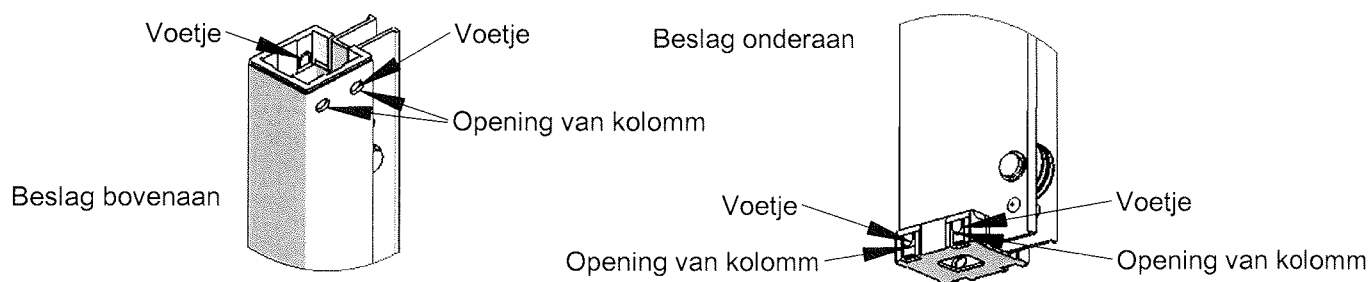 Voetje
Voetje
Opening van kolomm
Beslag bovenaan
Beslag onderaan
Voetje
Voetje
Opening van kolomm
Opening van kolomm